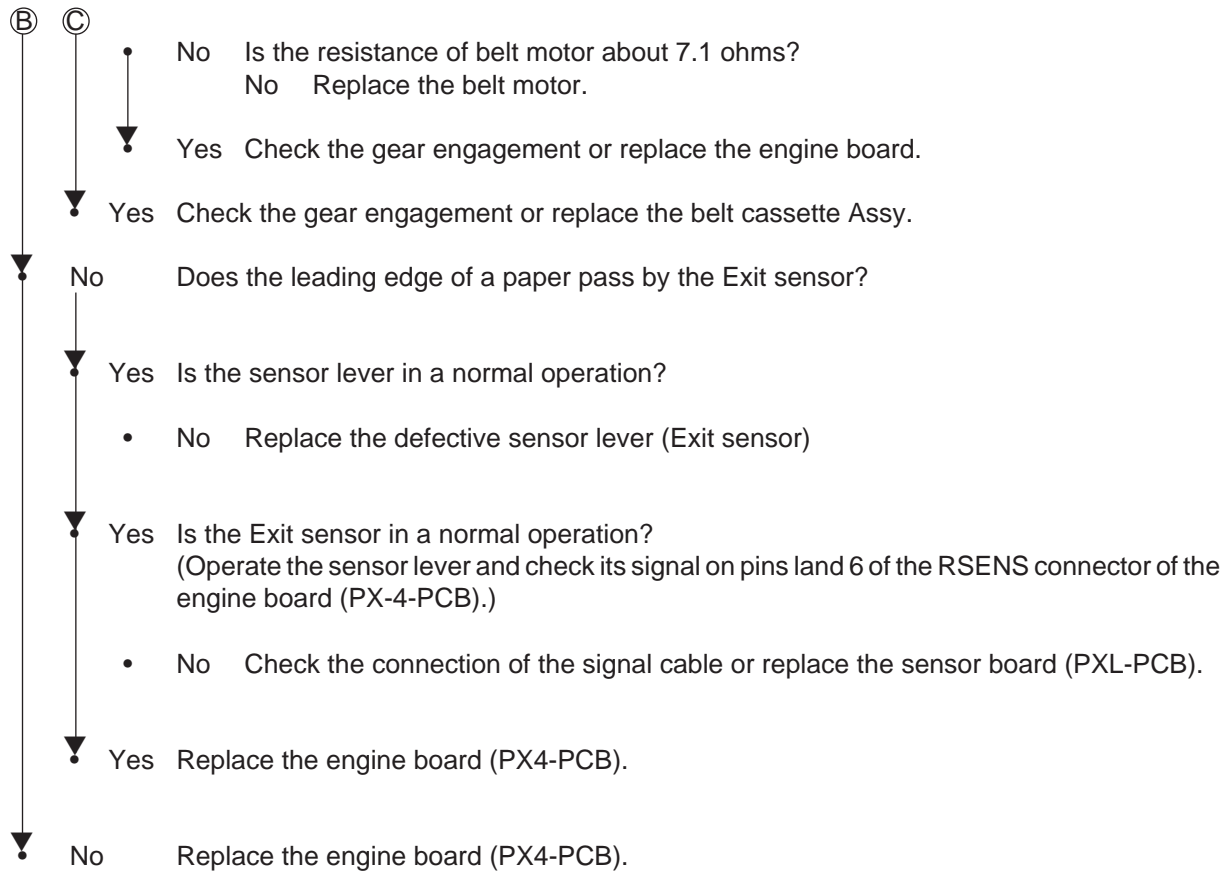 Ⓑ Ⓒ
• No Is the resistance of belt motor about 7.1 ohms?
No Replace the belt motor.
• Yes Check the gear engagement or replace the engine board.
• Yes Check the gear engagement or replace the belt cassette Assy.
• No Does the leading edge of a paper pass by the Exit sensor?
• Yes Is the sensor lever in a normal operation?
• No Replace the defective sensor lever (Exit sensor)
• Yes Is the Exit sensor in a normal operation?
(Operate the sensor lever and check its signal on pins land 6 of the RSENS connector of the
engine board (PX-4-PCB).)
• No Check the connection of the signal cable or replace the sensor board (PXL-PCB).
• Yes Replace the engine board (PX4-PCB).
• No Replace the engine board (PX4-PCB).